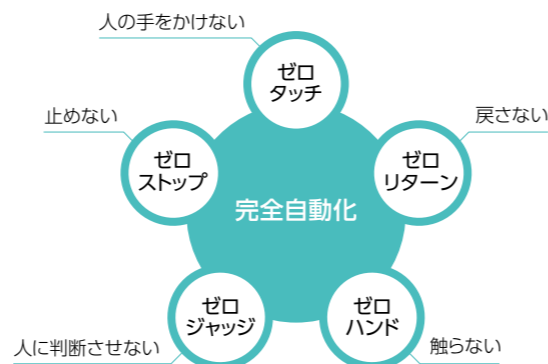 人の手をかけない
ゼロ
タッチ
止めない
ゼロ
ストップ
戻さない
ゼロ
リターン
完全自動化
人に判断させない
ゼロ
ジャッジ
ゼロ
ハンド
触らない